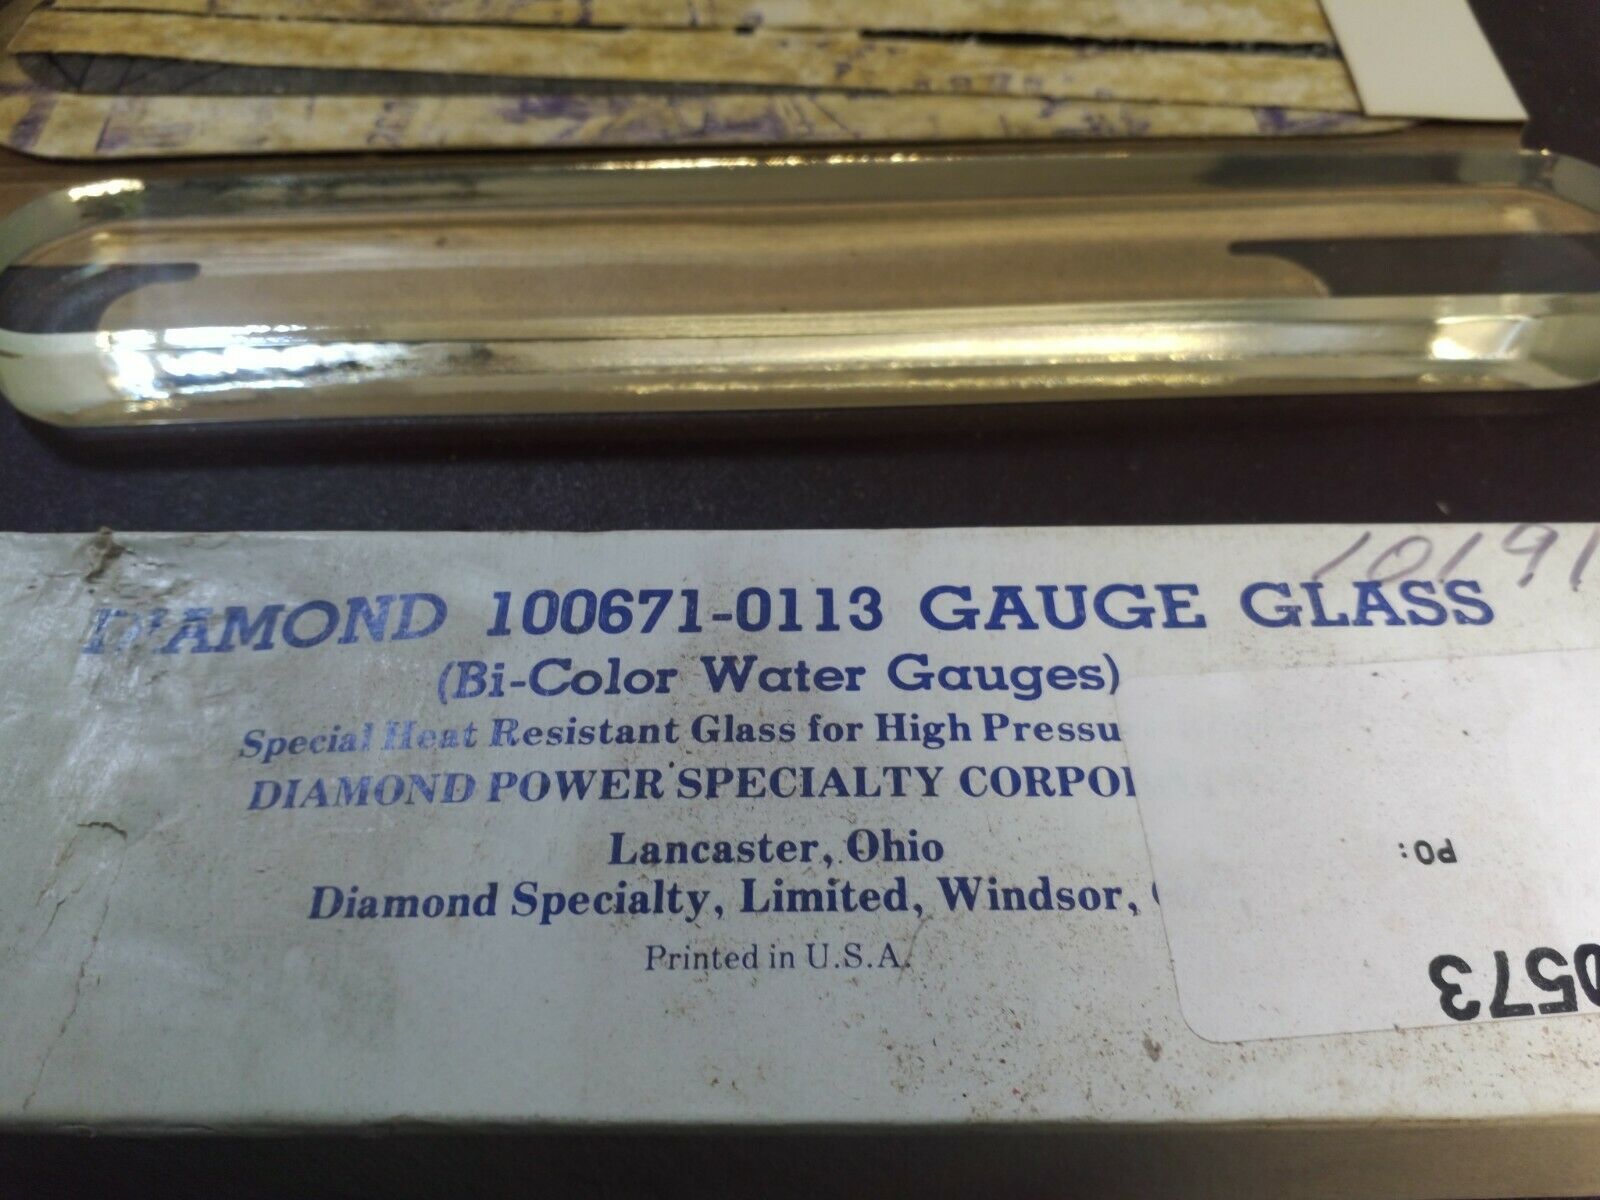 10191
DIAMOND 100671-0113 GAUGE GLASS
(Bi-Color Water Gauges)
Special Heat Resistant Glass for High Pressu
DIAMOND POWER SPECIALTY CORPO
Lancaster, Ohio
Diamond Specialty, Limited, Windsor,
Printed in U.S.A.
PO:
0573